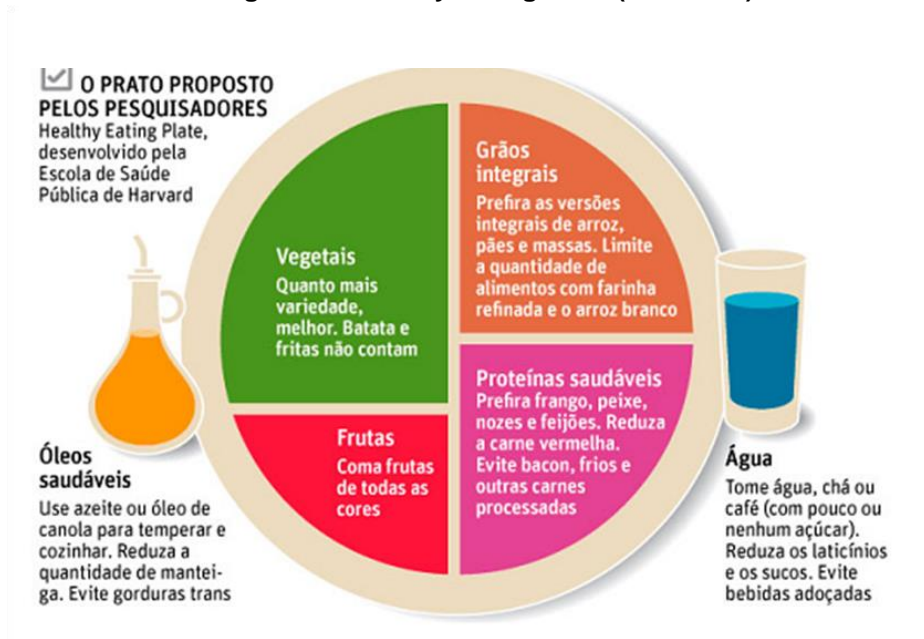 O PRATO PROPOSTO
PELOS PESQUISADORES
Healthy Eating Plate,
desenvolvido pela
Escola de Saúde
Pública de Harvard
Vegetais
Quanto mais
variedade,
melhor. Batata e
fritas não contam
Grãos
integrais
Prefira as versões
integrais de arroz,
pães e massas. Limite
a quantidade de
alimentos com farinha
refinada e o arroz branco
Frutas
Coma frutas
de todas as
cores
Proteínas saudáveis
Prefira frango, peixe,
nozes e feijões. Reduza
a carne vermelha.
Evite bacon, frios e
outras carnes
processadas
Óleos
saudáveis
Use azeite ou óleo de
canola para temperar e
cozinhar. Reduza a
quantidade de mantei-
ga. Evite gorduras trans
Água
Tome água, chá ou
café (com pouco ou
nenhum açúcar).
Reduza os laticínios
e os sucos. Evite
bebidas adoçadas